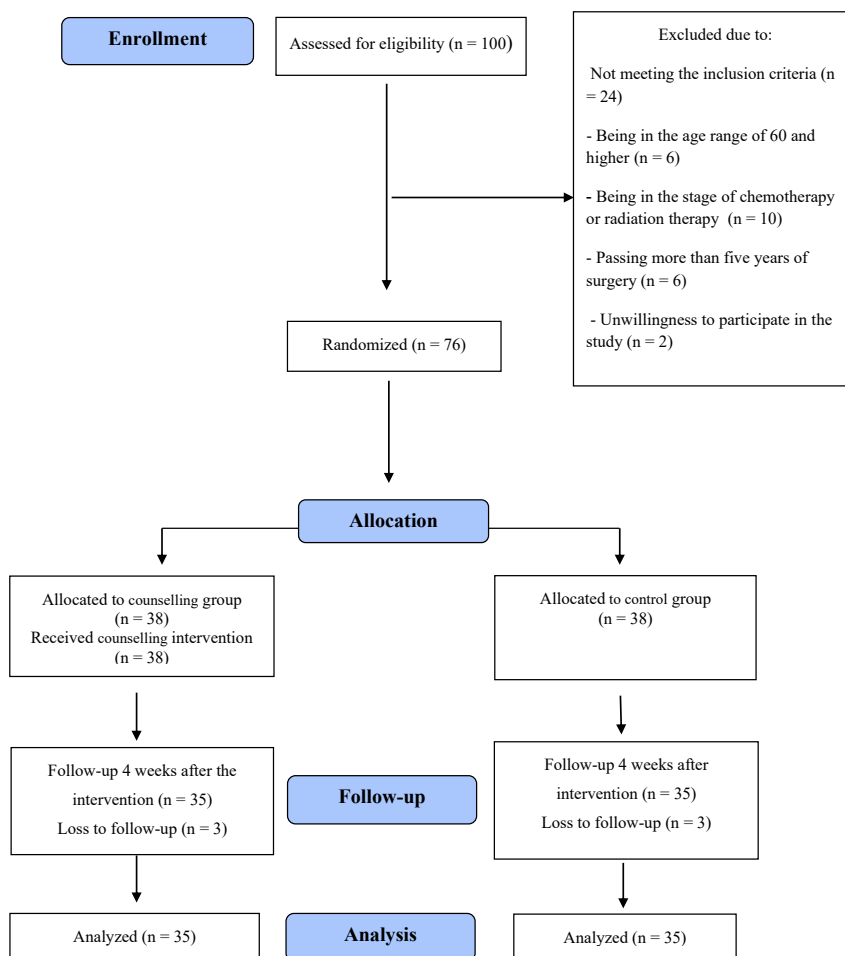 Enrollment
Assessed for eligibility (n = 100)
Excluded due to:
Not meeting the inclusion criteria (n
= 24)
- Being in the age range of 60 and
higher (n = 6)
- Being in the stage of chemotherapy
or radiation therapy (n = 10)
- Passing more than five years of
surgery (n = 6)
- Unwillingness to participate in the
study (n = 2)
Randomized (n = 76)
Allocation
Allocated to counselling group
(n = 38)
Received counselling intervention
(n = 38)
Allocated to control group
(n = 38)
Follow-up 4 weeks after the
intervention (n = 35)
Loss to follow-up (n = 3)
Follow-up
Follow-up 4 weeks after
intervention (n = 35)
Loss to follow-up (n = 3)
Analyzed (n = 35)
Analysis
Analyzed (n = 35)